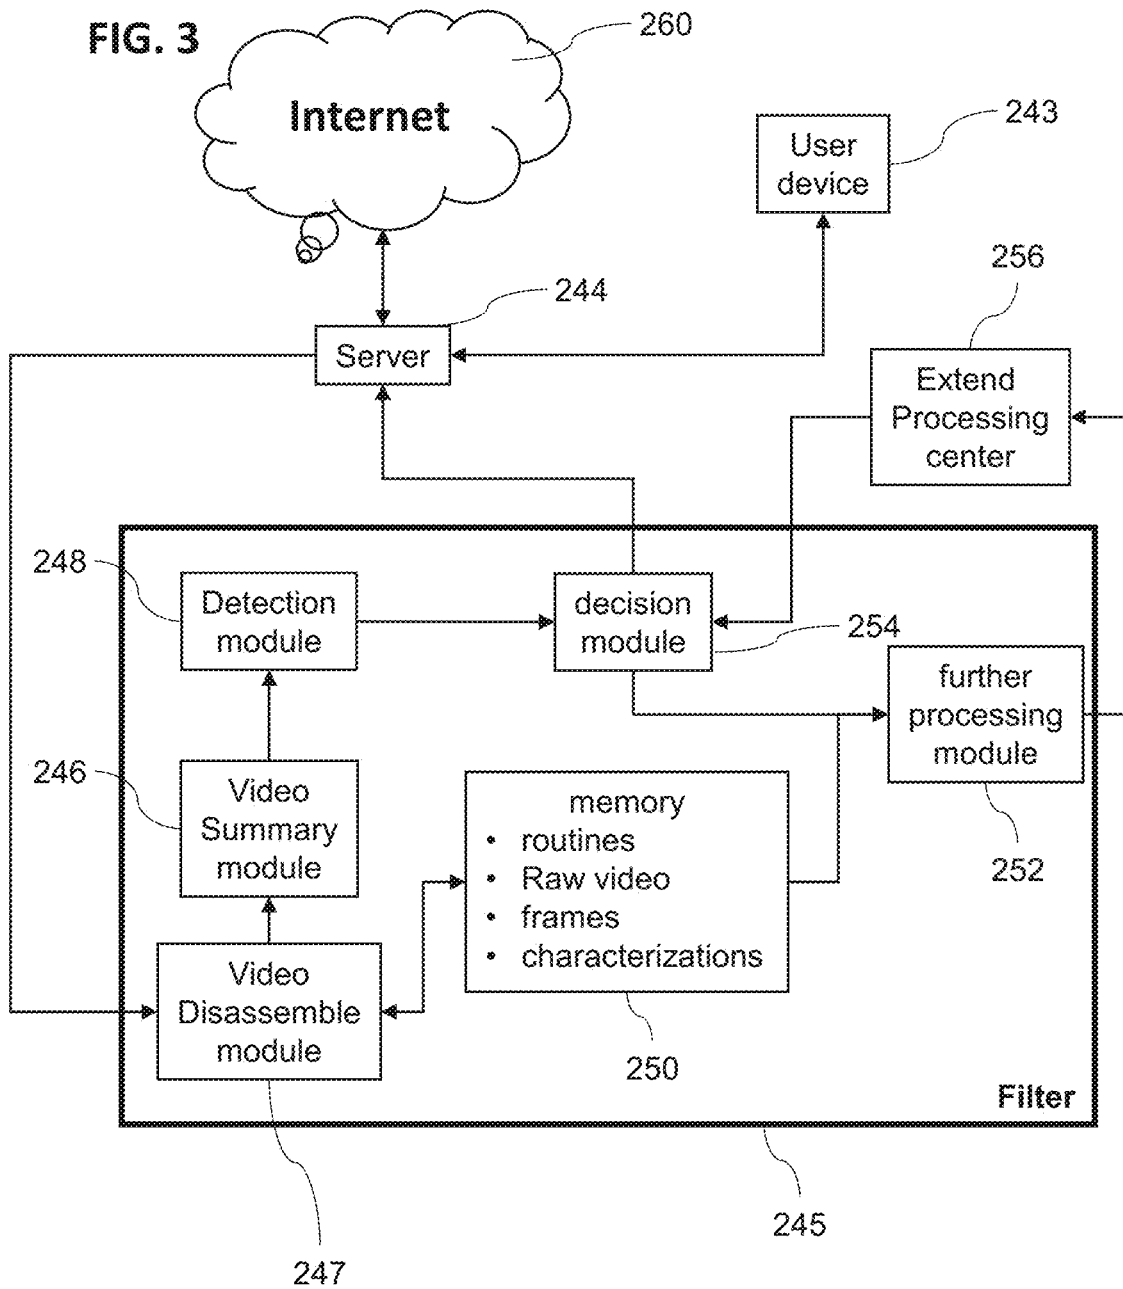 FIG. 3
260
Internet
243
User
device
256
244
Server
Extend
Processing
center
248
Detection
module
decision
module
254
further
processing
module
246
Video
Summary
module
memory
• routines
• Raw video
• frames
• characterizations
252
Video
Disassemble
module
250
Filter
245
247